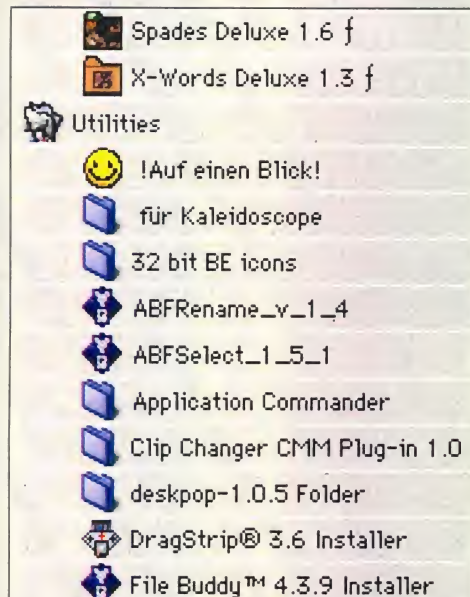 Spades Deluxe 1.6 ƒ
X-Words Deluxe 1.3 ƒ
Utilities
!Auf einen Blick!
für Kaleidoscope
32 bit BE icons
ABFRename_v_1_4
ABFSelect_1_5_1
Application Commander
Clip Changer CMM Plug-in 1.0
deskpop-1.0.5 Folder
DragStrip® 3.6 Installer
File Buddy™ 4.3.9 Installer